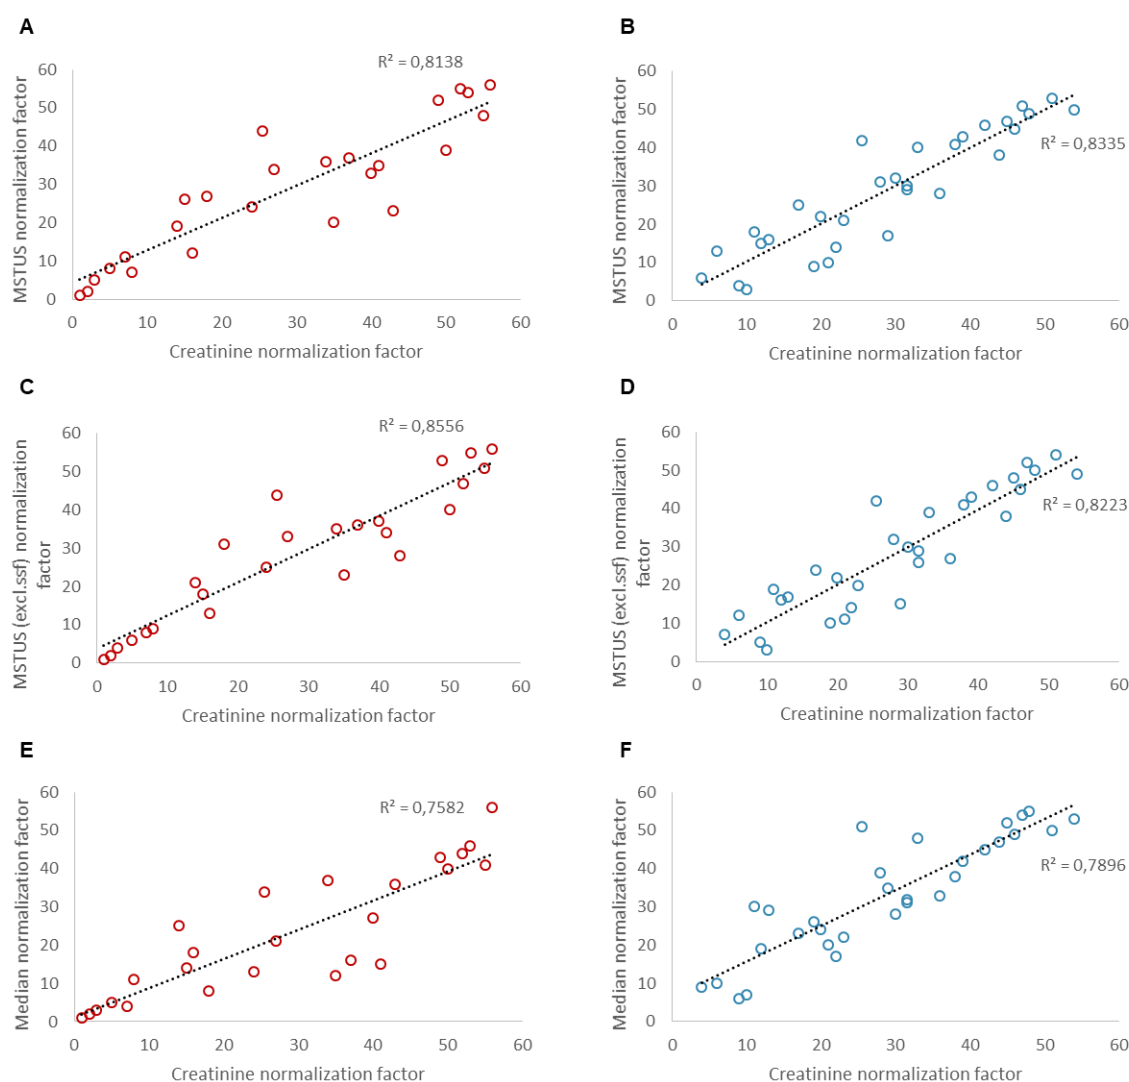 A
R² = 0,8138
MSTUS normalization factor
60
50
40
30
20
10
0
0 10 20 30 40 50 60
Creatinine normalization factor
B
MSTUS normalization factor
60
50
40
30
20
10
0
R² = 0,8335
0 10 20 30 40 50 60
Creatinine normalization factor
C
R² = 0,8556
MSTUS (excl.ssf) normalization
factor
60
50
40
30
20
10
0
0 10 20 30 40 50 60
Creatinine normalization factor
D
MSTUS (excl.ssf) normalization
factor
60
50
40
30
20
10
0
R² = 0,8223
0 10 20 30 40 50 60
Creatinine normalization factor
E
R² = 0,7582
Median normalization factor
60
50
40
30
20
10
0
0 10 20 30 40 50 60
Creatinine normalization factor
F
Median normalization factor
60
50
40
30
20
10
0
R² = 0,7896
0 10 20 30 40 50 60
Creatinine normalization factor